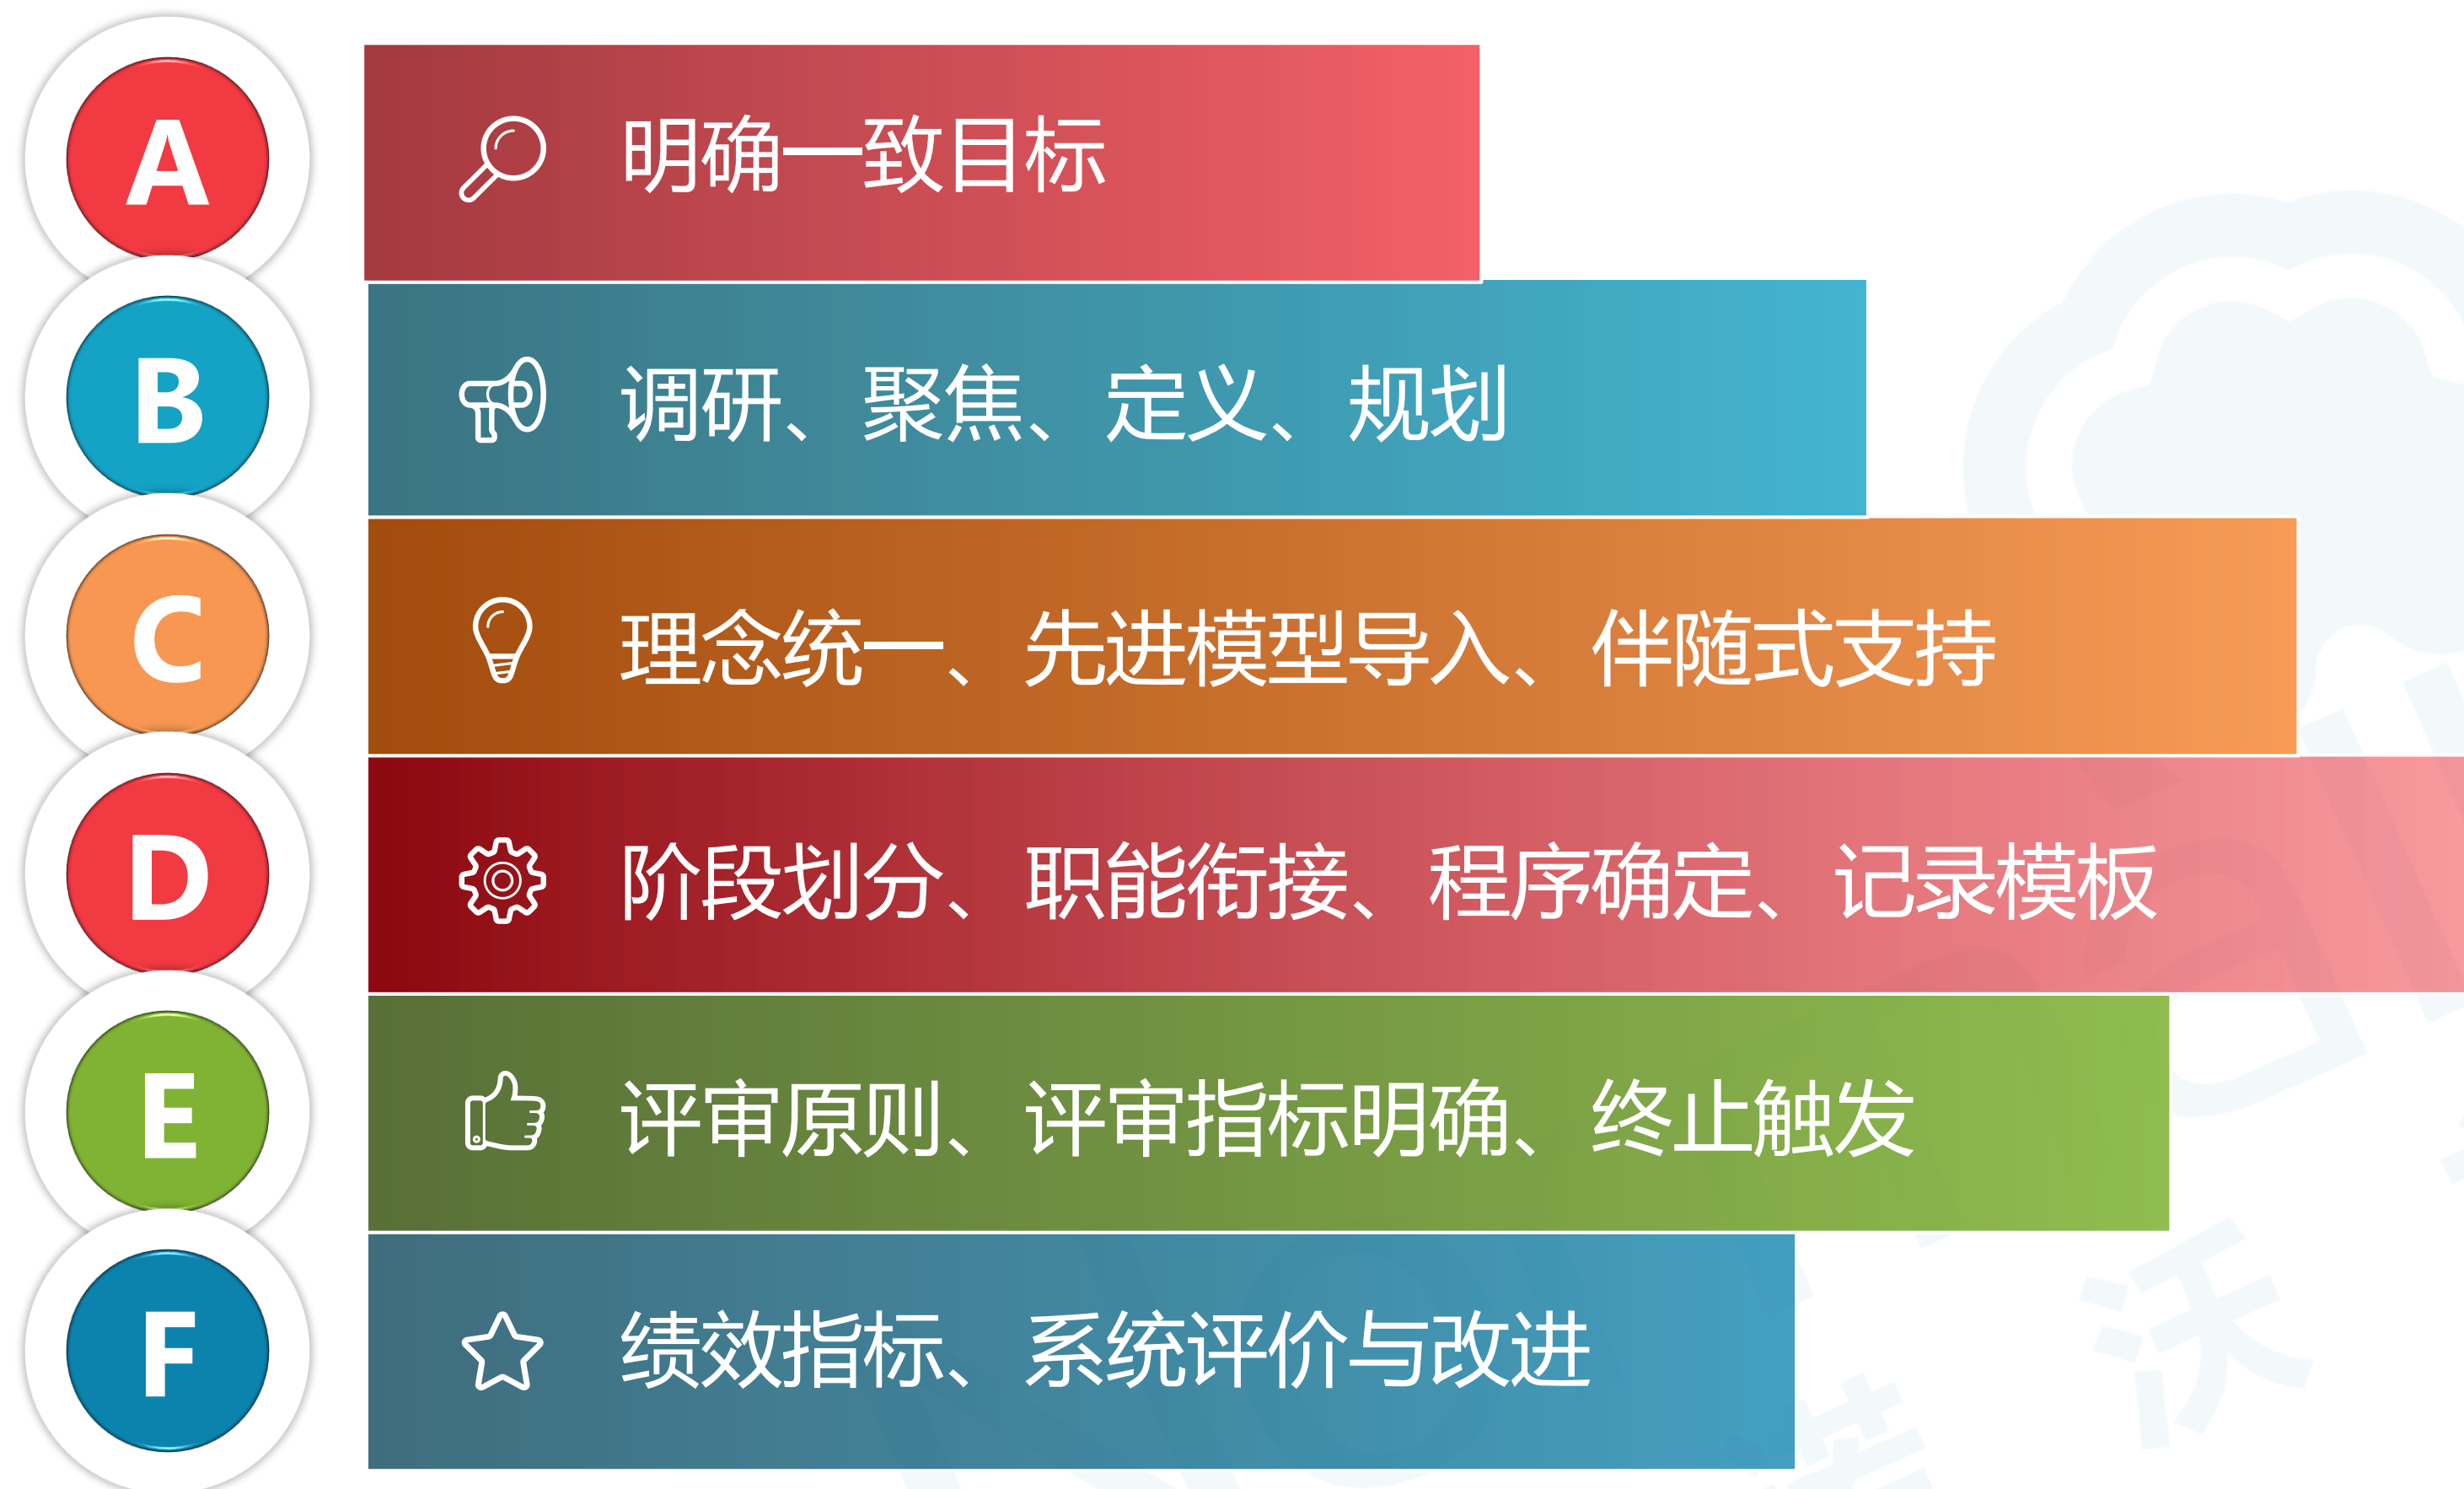 A
明确一致目标
B
调研、聚焦、定义、规划
C
理念统一、先进模型导入、伴随式支持
D
阶段划分、职能衔接、程序确定、记录模板
E
评审原则、评审指标明确、终止触发
F
绩效指标、系统评价与改进
沃